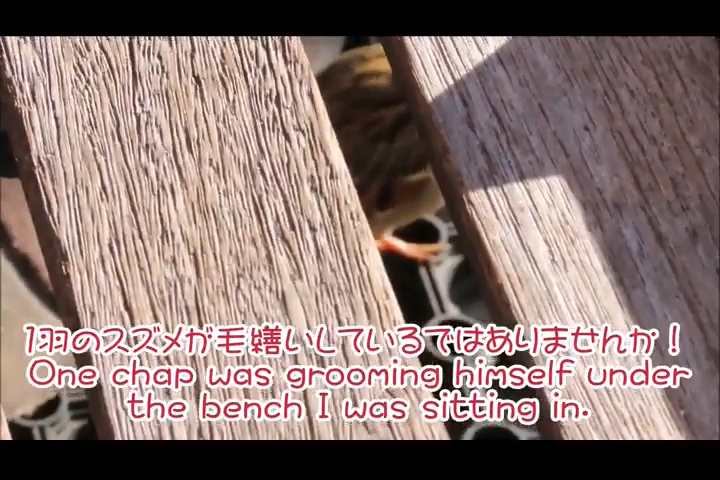 1羽のスズメが毛繕いしているではありませんか！
One chap was grooming himself under
the bench I was sitting in.